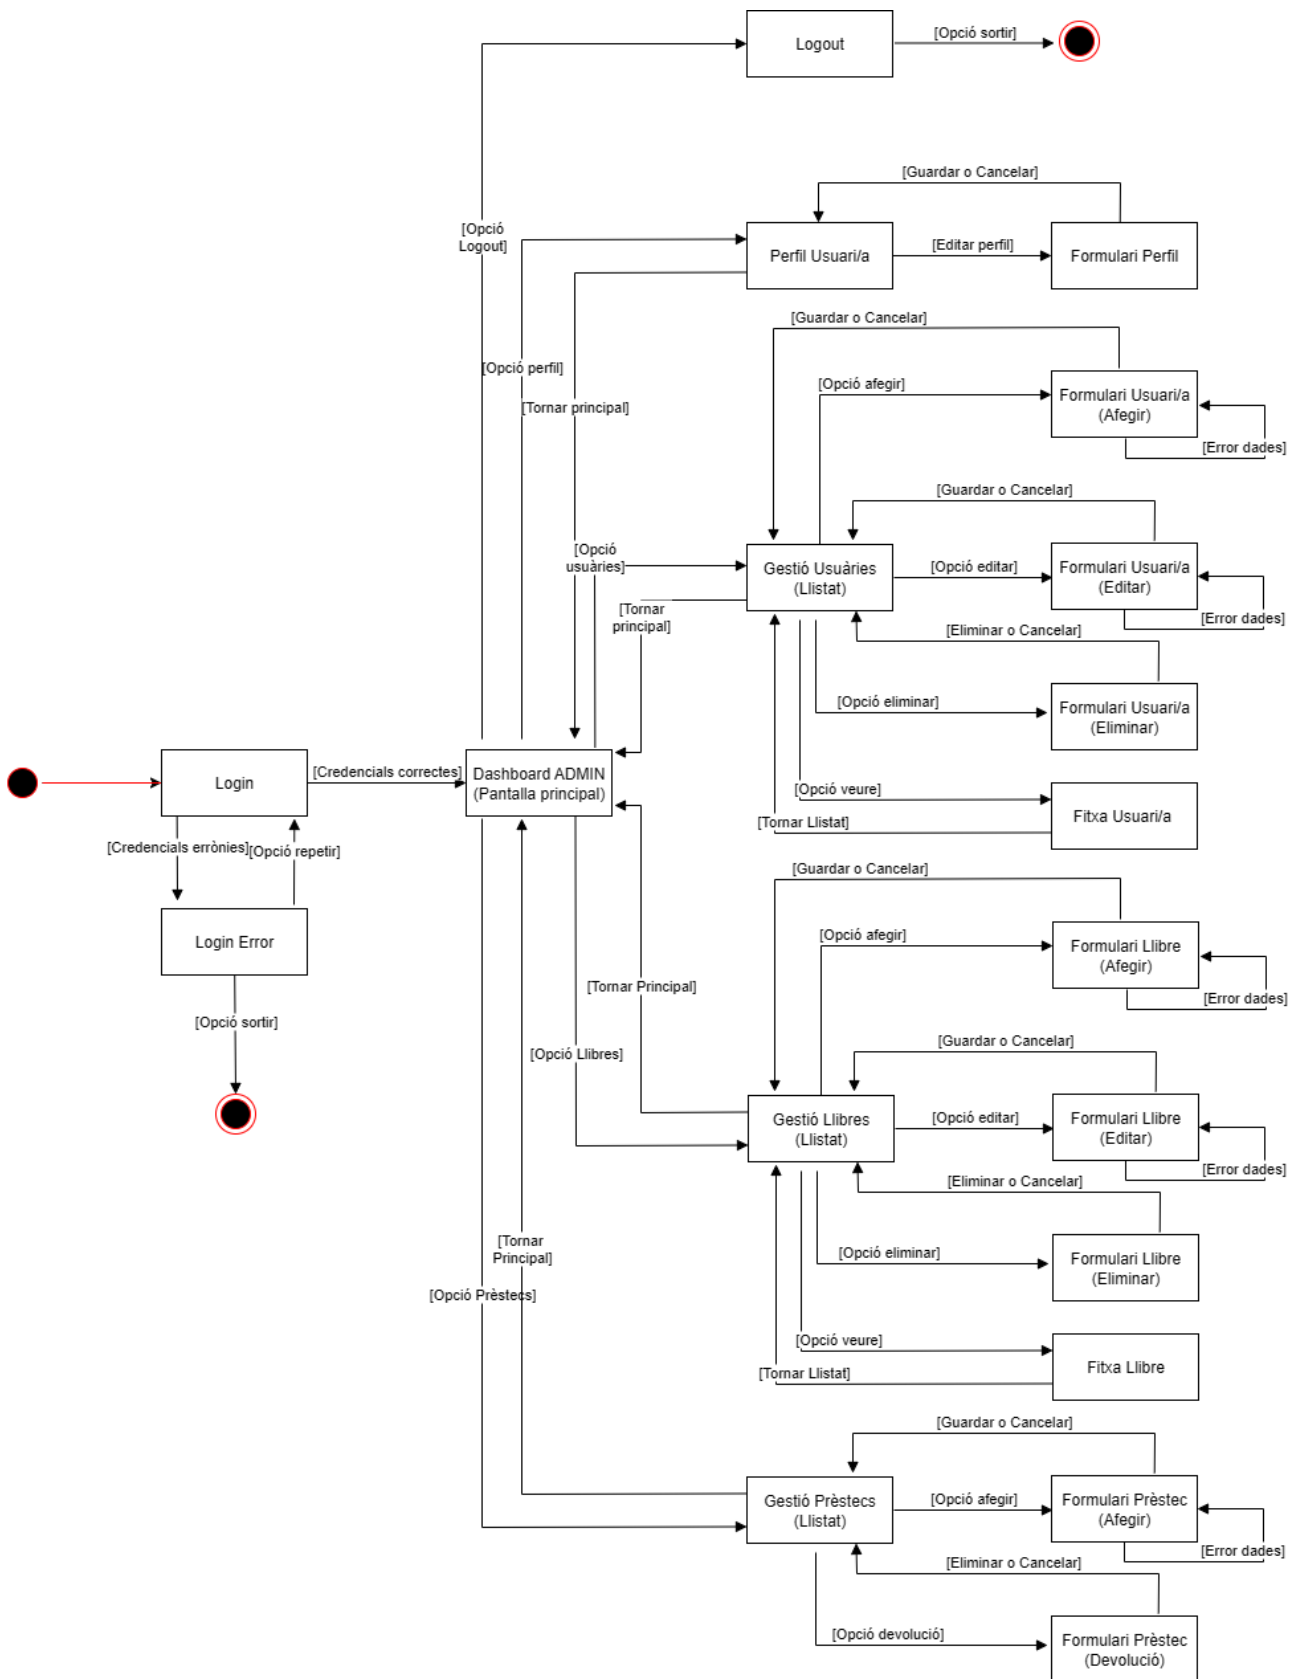 Logout
[Opció sortir]
[Guardar o Cancelar]
[Opció
Logout]
Perfil Usuari/a
[Editar perfil]
Formulari Perfil
[Guardar o Cancelar]
[Opció perfil]
[Opció afegir]
Formulari Usuari/a
(Afegir)
[Tornar principal]
[Error dades]
[Guardar o Cancelar]
[Opció
usuàries]
Gestió Usuàries
(Llistat)
[Opció editar]
Formulari Usuari/a
(Editar)
[Tornar
principal]
[Error dades]
[Eliminar o Cancelar]
[Opció eliminar]
Formulari Usuari/a
(Eliminar)
Login
[Credencials correctes]
Dashboard ADMIN
(Pantalla principal)
[Opció veure]
Fitxa Usuari/a
[Tornar Llistat]
[Credencials errònies]
[Opció repetir]
[Guardar o Cancelar]
Login Error
[Opció afegir]
Formulari Llibre
(Afegir)
[Tornar Principal]
[Error dades]
[Opció sortir]
[Opció Llibres]
[Guardar o Cancelar]
Gestió Llibres
(Llistat)
[Opció editar]
Formulari Llibre
(Editar)
[Error dades]
[Eliminar o Cancelar]
[Tornar
Principal]
[Opció eliminar]
Formulari Llibre
(Eliminar)
[Opció Prèstecs]
[Opció veure]
Fitxa Llibre
[Tornar Llistat]
[Guardar o Cancelar]
Gestió Prèstecs
(Llistat)
[Opció afegir]
Formulari Prèstec
(Afegir)
[Error dades]
[Eliminar o Cancelar]
[Opció devolució]
Formulari Prèstec
(Devolució)